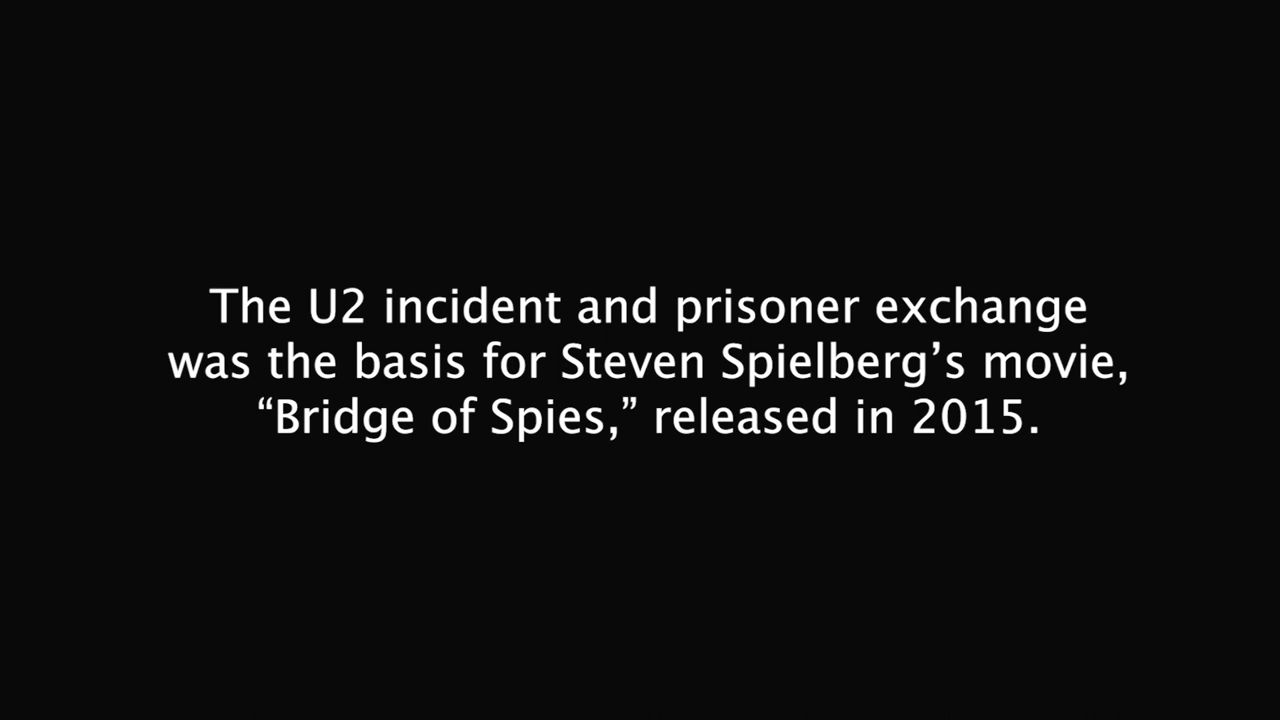 The U2 incident and prisoner exchange
was the basis for Steven Spielberg’s movie,
“Bridge of Spies,” released in 2015.